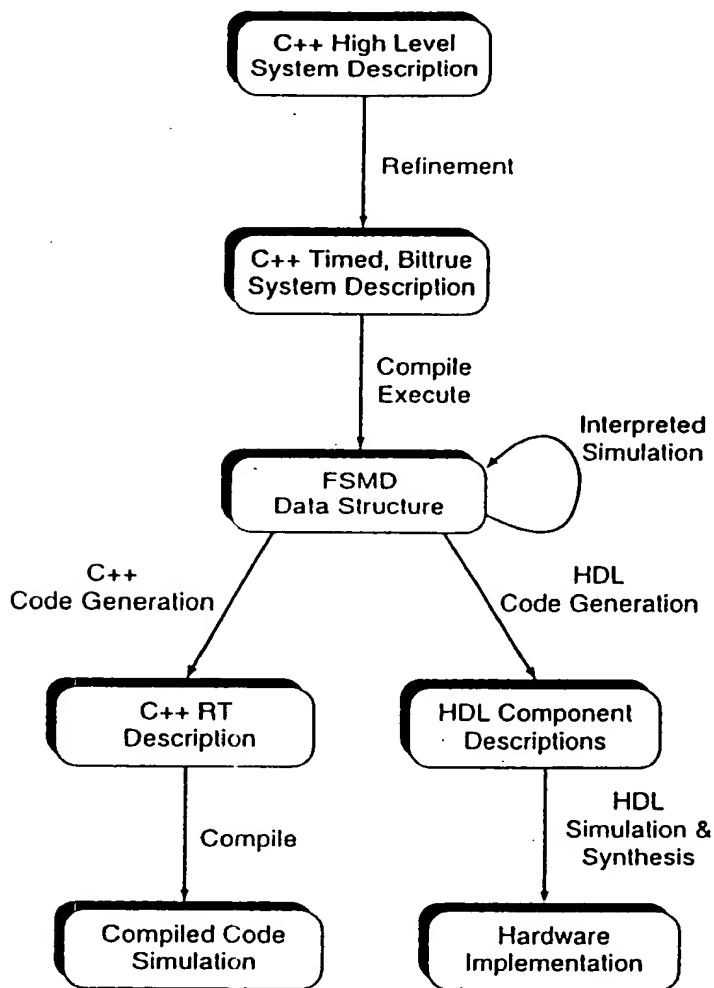 C++ High Level
System Description
Refinement
C++ Timed, Bittrue
System Description
Compile
Execute
Interpreted
Simulation
FSMD
Data Structure
C++
Code Generation
HDL
Code Generation
C++ RT
Description
HDL Component
Descriptions
Compile
HDL
Simulation &
Synthesis
Compiled Code
Simulation
Hardware
Implementation